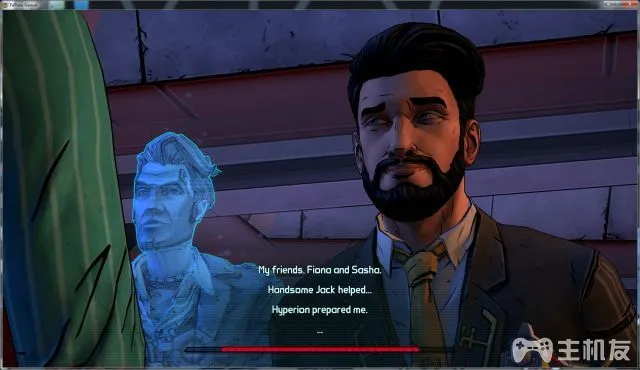 Telltale Games
My friends, Fiona and Sasha.
Handsome Jack helped...
Hyperion prepared me.
...
主机友